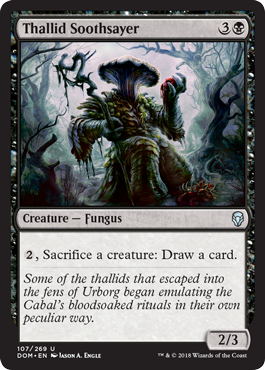 Thallid Soothsayer 3
Creature — Fungus
2, Sacrifice a creature: Draw a card.
Some of the thallids that escaped into
the fens of Urborg began emulating the
Cabal's bloodsoaked rituals in their own
peculiar way.
2/3
107/269 U
DOM • EN Jason A. Engle
™ & © 2018 Wizards of the Coast